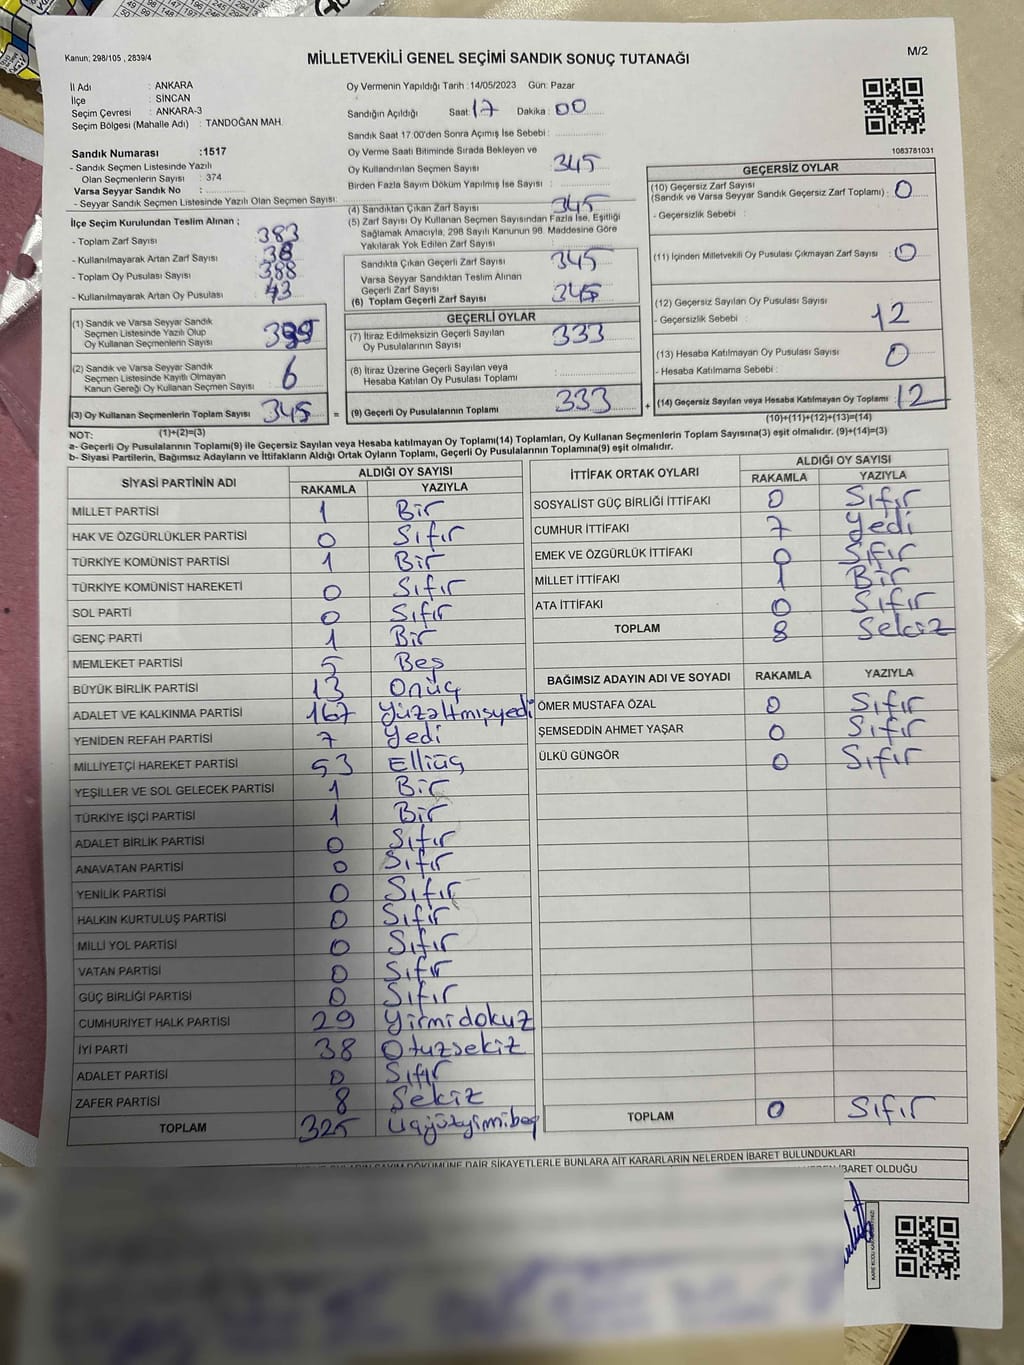 Kanun; 298/105 , 2839/4
MİLLETVEKİLİ GENEL SEÇİMİ SANDIK SONUÇ TUTANAĞI
M/2
İl Adı : ANKARA
İlçe : SİNCAN
Seçim Çevresi : ANKARA-3
Seçim Bölgesi (Mahalle Adı) : TANDOĞAN MAH.
Sandık Numarası :1517
- Sandık Seçmen Listesinde Yazılı
Olan Seçmenlerin Sayısı : 374
Varsa Seyyar Sandık No :
- Seyyar Sandık Seçmen Listesinde Yazılı Olan Seçmen Sayısı:
Oy Vermenin Yapıldığı Tarih :14/05/2023 Gün: Pazar
Sandığın Açıldığı Saat: 17 Dakika: 00
Sandık Saat 17.00'den Sonra Açımış İse Sebebi :
Oy Verme Saati Bitiminde Sırada Bekleyen ve
Oy Kullandırılan Seçmen Sayısı : 345
Birden Fazla Sayım Döküm Yapılmış İse Sayısı :
1083781031
İlçe Seçim Kurulundan Teslim Alınan ;
- Toplam Zarf Sayısı : 383
- Kullanılmayarak Artan Zarf Sayısı : 38
- Toplam Oy Pusulası Sayısı : 388
- Kullanılmayarak Artan Oy Pusulası : 43
(4) Sandıktan Çıkan Zarf Sayısı : 345
(5) Zarf Sayısı Oy Kullanan Seçmen Sayısından Fazla İse, Eşitliği
Sağlamak Amacıyla, 298 Sayılı Kanunun 98. Maddesine Göre
Yakılarak Yok Edilen Zarf Sayısı :
Sandıkta Çıkan Geçerli Zarf Sayısı : 345
Varsa Seyyar Sandıktan Teslim Alınan
Geçerli Zarf Sayısı :
(6) Toplam Geçerli Zarf Sayısı : 345
GEÇERSİZ OYLAR
(10) Geçersiz Zarf Sayısı
(Sandık ve Varsa Seyyar Sandık Geçersiz Zarf Toplamı) : 0
- Geçersizlik Sebebi :
(11) İçinden Milletvekili Oy Pusulası Çıkmayan Zarf Sayısı : 0
(12) Geçersiz Sayılan Oy Pusulası Sayısı
- Geçersizlik Sebebi : 12
(13) Hesaba Katılmayan Oy Pusulası Sayısı : 0
- Hesaba Katılmama Sebebi :
(14) Geçersiz Sayılan veya Hesaba Katılmayan Oy Toplamı : 12
(10)+(11)+(12)+(13)=(14)
(1) Sandık ve Varsa Seyyar Sandık
Seçmen Listesinde Yazılı Olup
Oy Kullanan Seçmenlerin Sayısı :
(2) Sandık ve Varsa Seyyar Sandık
Seçmen Listesinde Kayıtlı Olmayan
Kanun Gereği Oy Kullanan Seçmen Sayısı : 6
(3) Oy Kullanan Seçmenlerin Toplam Sayısı : 345 =
(1)+(2)=(3)
GEÇERLİ OYLAR
(7) İtiraz Edilmeksizin Geçerli Sayılan
Oy Pusulalarının Sayısı : 333
(8) İtiraz Üzerine Geçerli Sayılan veya
Hesaba Katılan Oy Pusulası Toplamı :
(9) Geçerli Oy Pusulalarının Toplamı : 333 +
NOT:
a- Geçerli Oy Pusulalarının Toplamı(9) ile Geçersiz Sayılan veya Hesaba katılmayan Oy Toplamı(14) Toplamları, Oy Kullanan Seçmenlerin Toplam Sayısına(3) eşit olmalıdır. (9)+(14)=(3)
b- Siyasi Partilerin, Bağımsız Adayların ve İttifakların Aldığı Ortak Oyların Toplamı, Geçerli Oy Pusulalarının Toplamına(9) eşit olmalıdır.
SİYASİ PARTİNİN ADI ALDIĞI OY SAYISI
RAKAMLA YAZIYLA
MİLLET PARTİSİ 1 Bir
HAK VE ÖZGÜRLÜKLER PARTİSİ 0 Sıfır
TÜRKİYE KOMÜNİST PARTİSİ 1 Bir
TÜRKİYE KOMÜNİST HAREKETİ 0 Sıfır
SOL PARTİ 0 Sıfır
GENÇ PARTİ 1 Bir
MEMLEKET PARTİSİ 5 Beş
BÜYÜK BİRLİK PARTİSİ 13 Onüç
ADALET VE KALKINMA PARTİSİ 167 Yüzaltmışyedi
YENİDEN REFAH PARTİSİ 7 Yedi
MİLLİYETÇİ HAREKET PARTİSİ 53 Elliüç
YEŞİLLER VE SOL GELECEK PARTİSİ 1 Bir
TÜRKİYE İŞÇİ PARTİSİ 1 Bir
ADALET BİRLİK PARTİSİ 0 Sıfır
ANAVATAN PARTİSİ 0 Sıfır
YENİLİK PARTİSİ 0 Sıfır
HALKIN KURTULUŞ PARTİSİ 0 Sıfır
MİLLİ YOL PARTİSİ 0 Sıfır
VATAN PARTİSİ 0 Sıfır
GÜÇ BİRLİĞİ PARTİSİ 0 Sıfır
CUMHURİYET HALK PARTİSİ 29 Yirmidokuz
İYİ PARTİ 38 Otuzsekiz
ADALET PARTİSİ 0 Sıfır
ZAFER PARTİSİ 8 Sekiz
TOPLAM 325 Üçyüzyirmibeş
İTTİFAK ORTAK OYLARI ALDIĞI OY SAYISI
RAKAMLA YAZIYLA
SOSYALİST GÜÇ BİRLİĞİ İTTİFAKI 0 Sıfır
CUMHUR İTTİFAKI 7 Yedi
EMEK VE ÖZGÜRLÜK İTTİFAKI 0 Sıfır
MİLLET İTTİFAKI 1 Bir
ATA İTTİFAKI 0 Sıfır
TOPLAM 8 Sekiz
BAĞIMSIZ ADAYIN ADI VE SOYADI RAKAMLA YAZIYLA
ÖMER MUSTAFA ÖZAL 0 Sıfır
ŞEMSEDDİN AHMET YAŞAR 0 Sıfır
ÜLKÜ GÜNGÖR 0 Sıfır
TOPLAM 0 Sıfır
SAYIM DÖKÜMÜNE DAİR ŞİKAYETLERLE BUNLARA AİT KARARLARIN NELERDEN İBARET BULUNDUKLARI
İBARET OLDUĞU